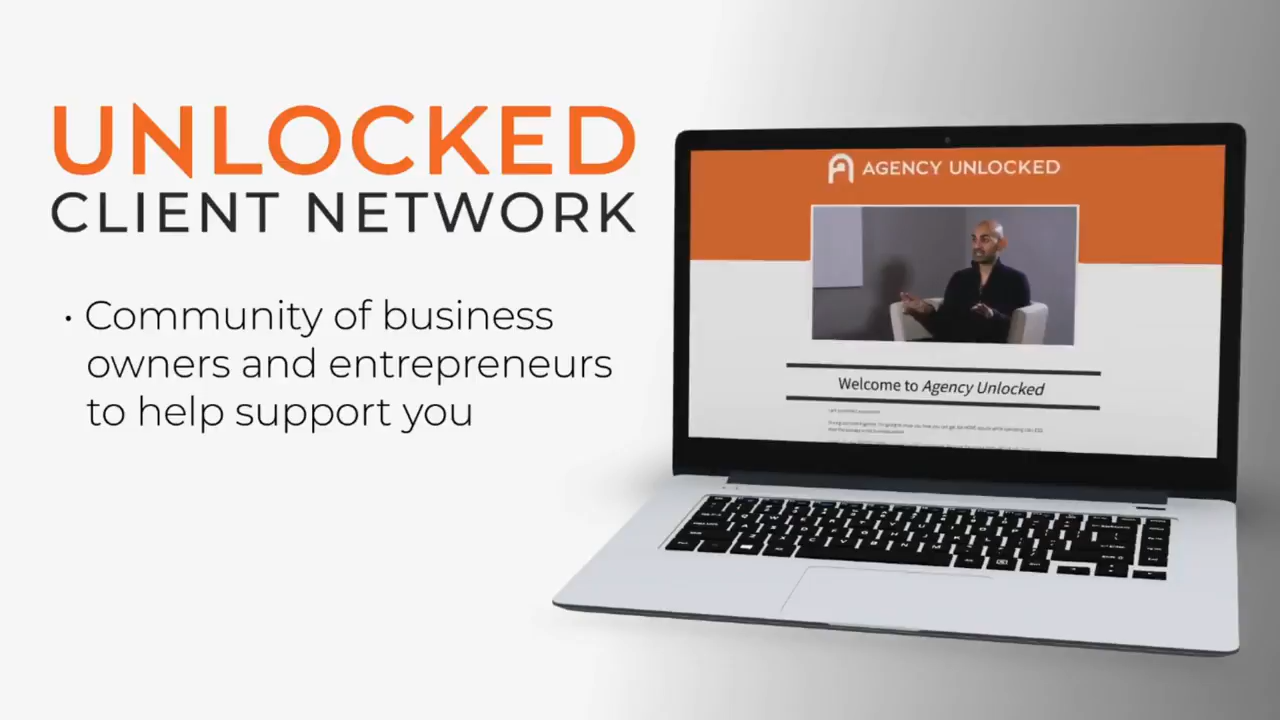 UNLOCKED
CLIENT NETWORK
• Community of business
owners and entrepreneurs
to help support you
AGENCY UNLOCKED
Welcome to Agency Unlocked